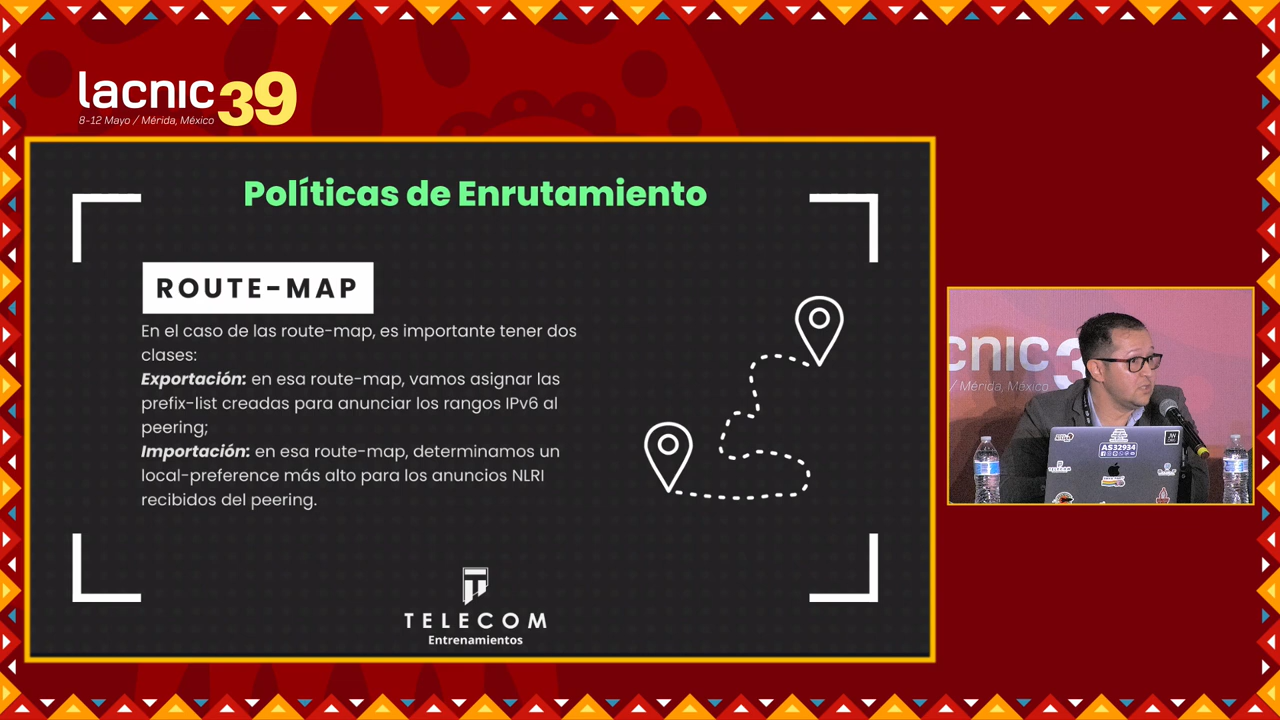 lacnic39
8-12 Mayo / Mérida, México
Políticas de Enrutamiento
ROUTE-MAP
En el caso de las route-map, es importante tener dos
clases:
Exportación: en esa route-map, vamos asignar las
prefix-list creadas para anunciar los rangos IPv6 al
peering;
Importación: en esa route-map, determinamos un
local-preference más alto para los anuncios NLRI
recibidos del peering.
TELECOM
Entrenamientos
cnic3
/ Mérida, México
AS32934